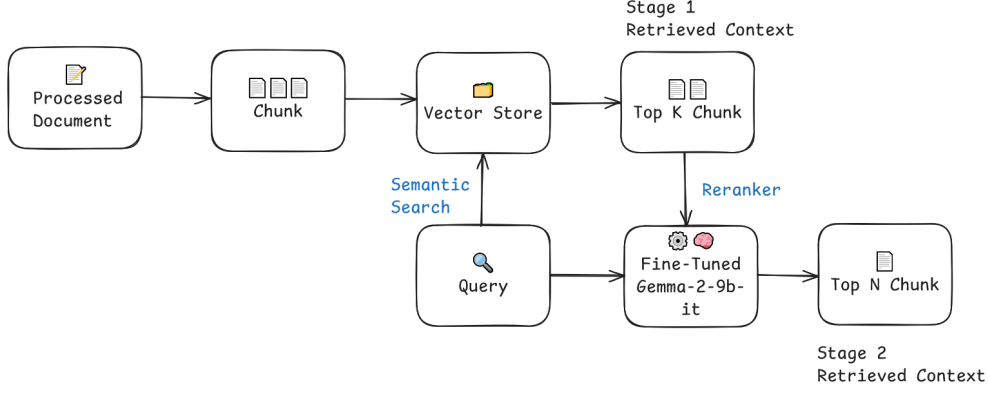 Stage 1
Retrieved Context
Processed
Document
Chunk
Vector Store
Top K Chunk
Semantic
Search
Reranker
Query
Fine-Tuned
Gemma-2-9b-
it
Top N Chunk
Stage 2
Retrieved Context